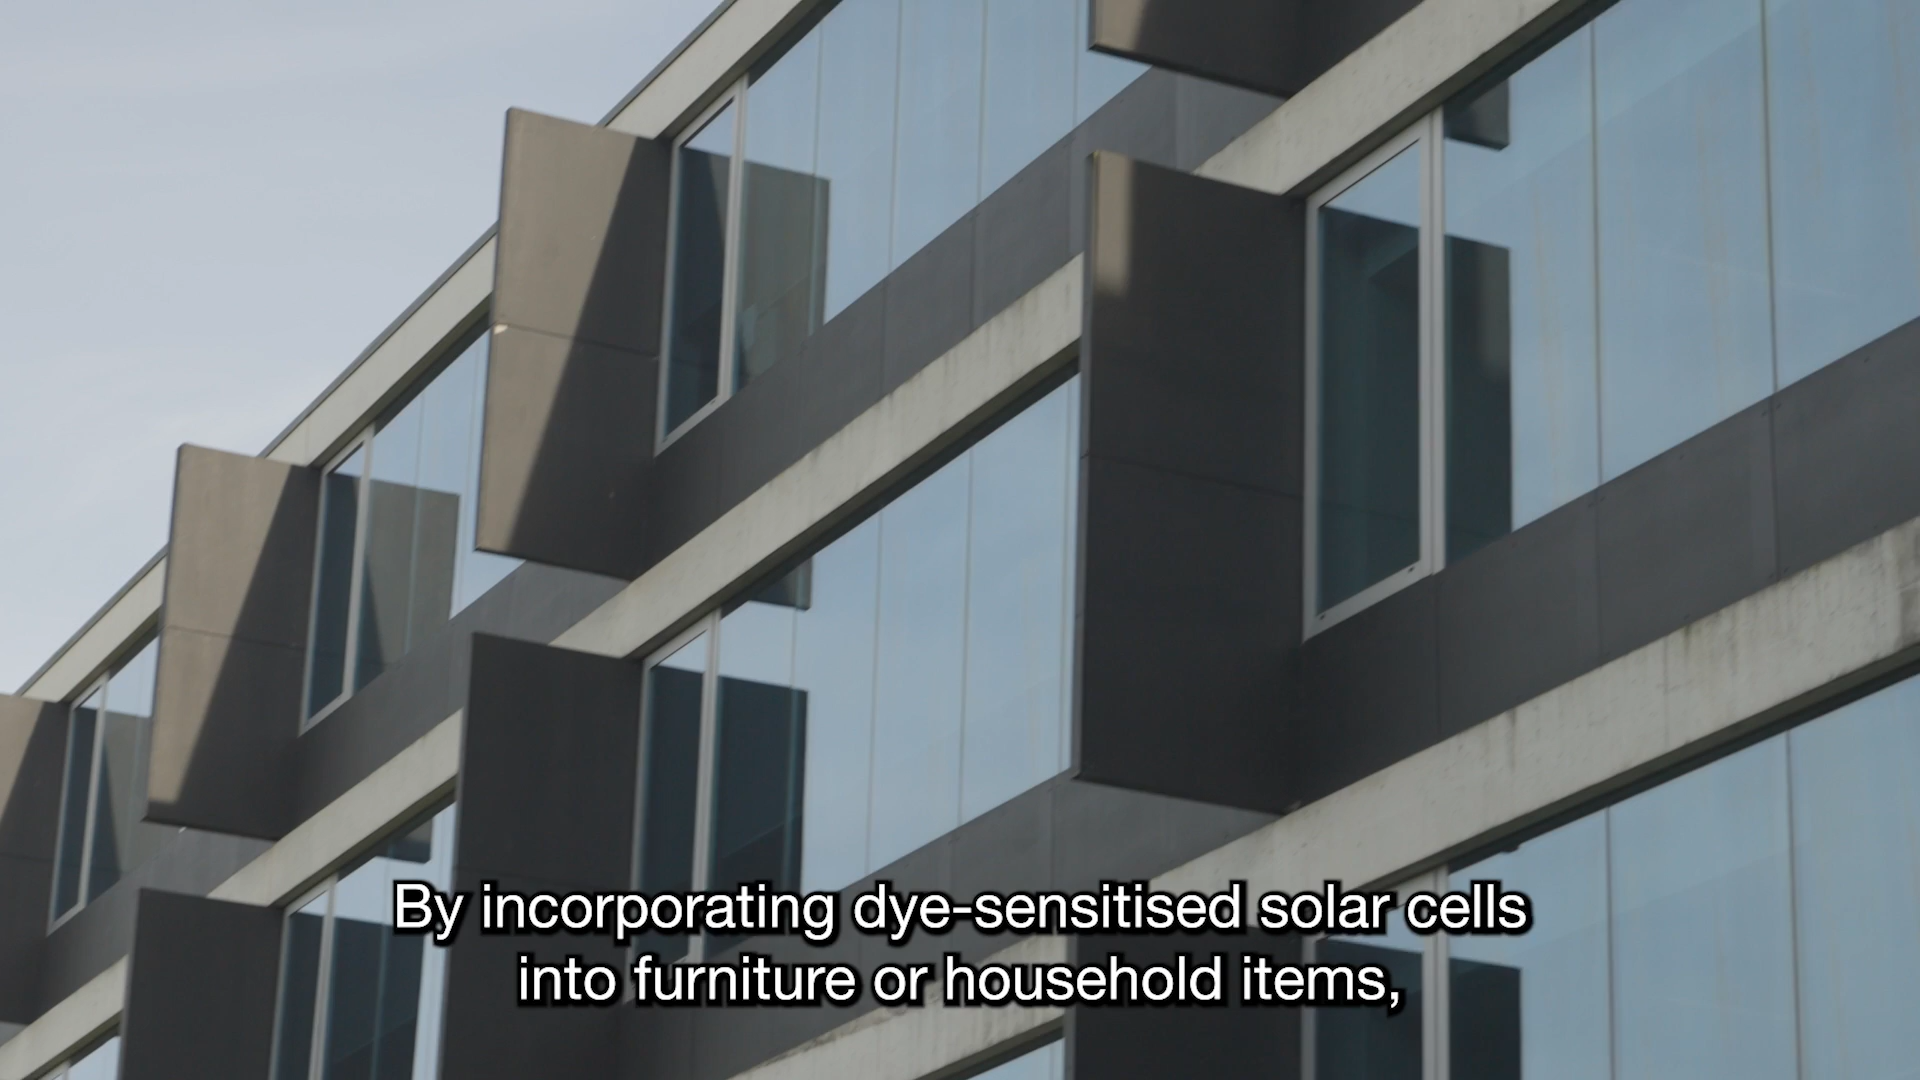 By incorporating dye-sensitised solar cells
into furniture or household items,